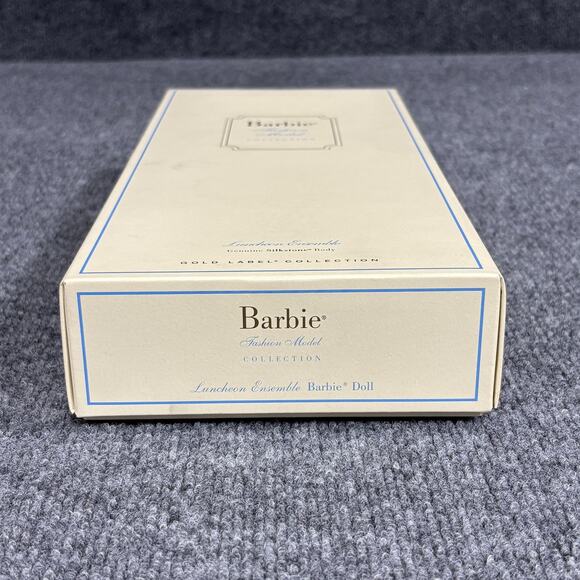 Barbie®
Fashion
Model
COLLECTION
Luncheon Ensemble
Genuine Silkstone® Body
GOLD LABEL® COLLECTION
Barbie®
Fashion Model
COLLECTION
Luncheon Ensemble Barbie® Doll